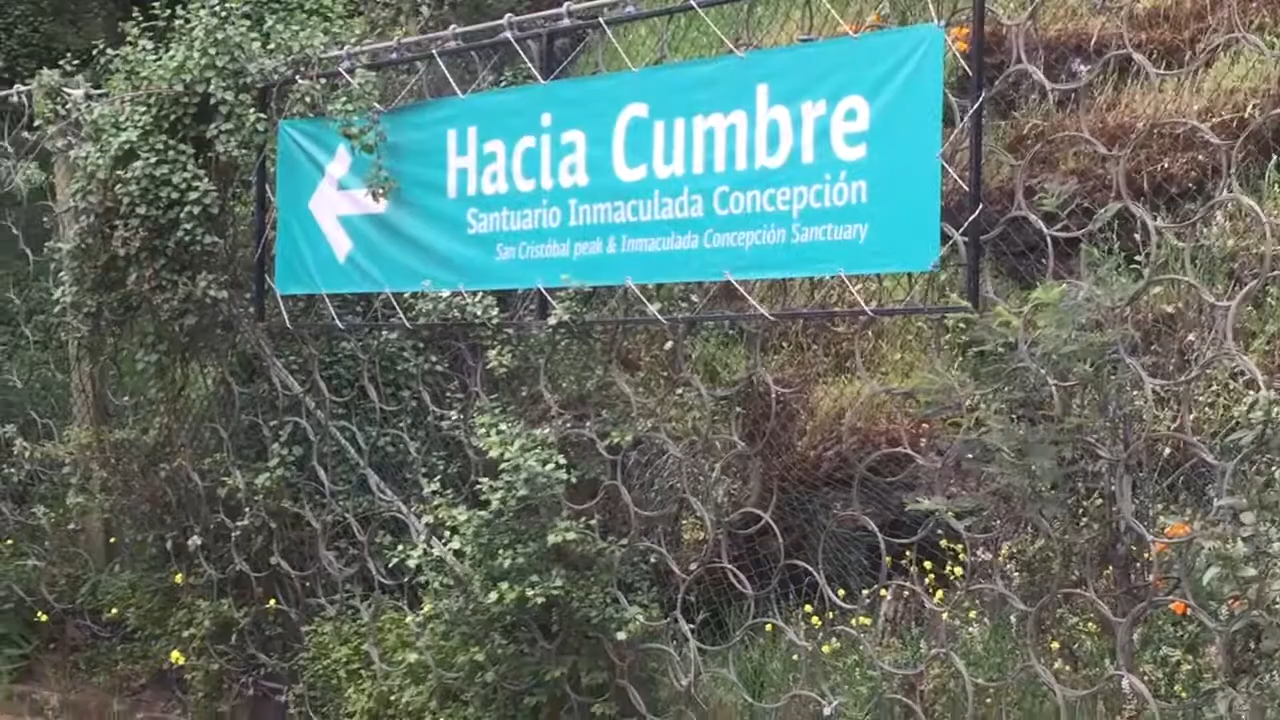 Hacia Cumbre
Santuario Inmaculada Concepción
San Cristóbal peak & Inmaculada Concepción Sanctuary